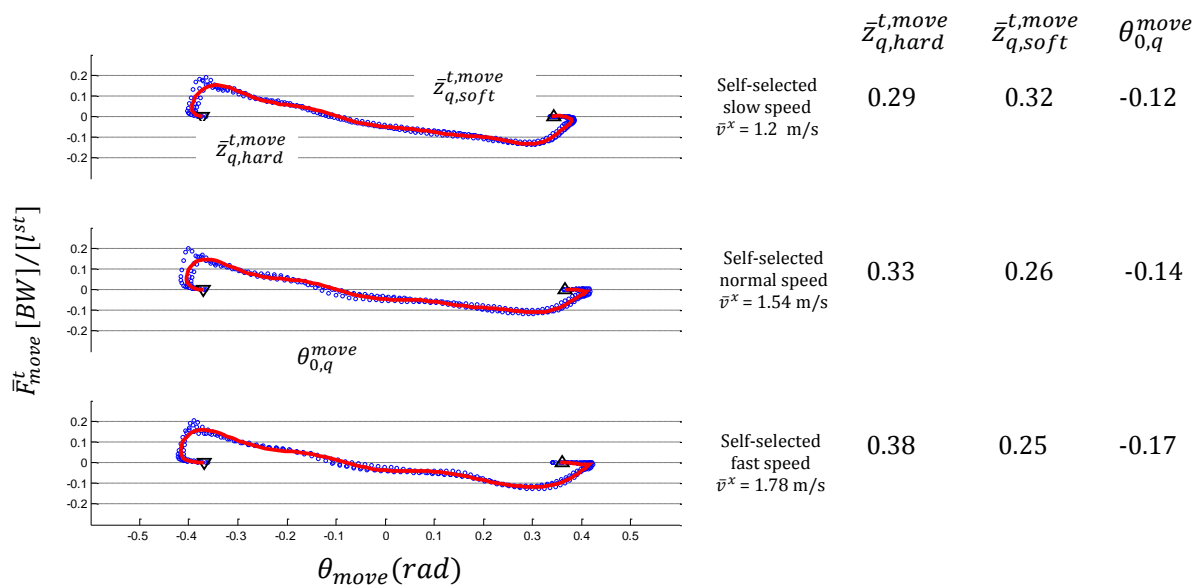 z̄_{q,hard}^{t,move} z̄_{q,soft}^{t,move} θ_{0,q}^{move}
0.2
0.1
0
-0.1
-0.2
z̄_{q,soft}^{t,move}
z̄_{q,hard}^{t,move}
Self-selected
slow speed
v̄^x = 1.2 m/s
0.29 0.32 -0.12
F̄_{move}^t [BW]/[l^{st}]
0.2
0.1
0
-0.1
-0.2
θ_{0,q}^{move}
Self-selected
normal speed
v̄^x = 1.54 m/s
0.33 0.26 -0.14
0.2
0.1
0
-0.1
-0.2
Self-selected
fast speed
v̄^x = 1.78 m/s
0.38 0.25 -0.17
-0.5 -0.4 -0.3 -0.2 -0.1 0 0.1 0.2 0.3 0.4 0.5
θ_{move}(rad)